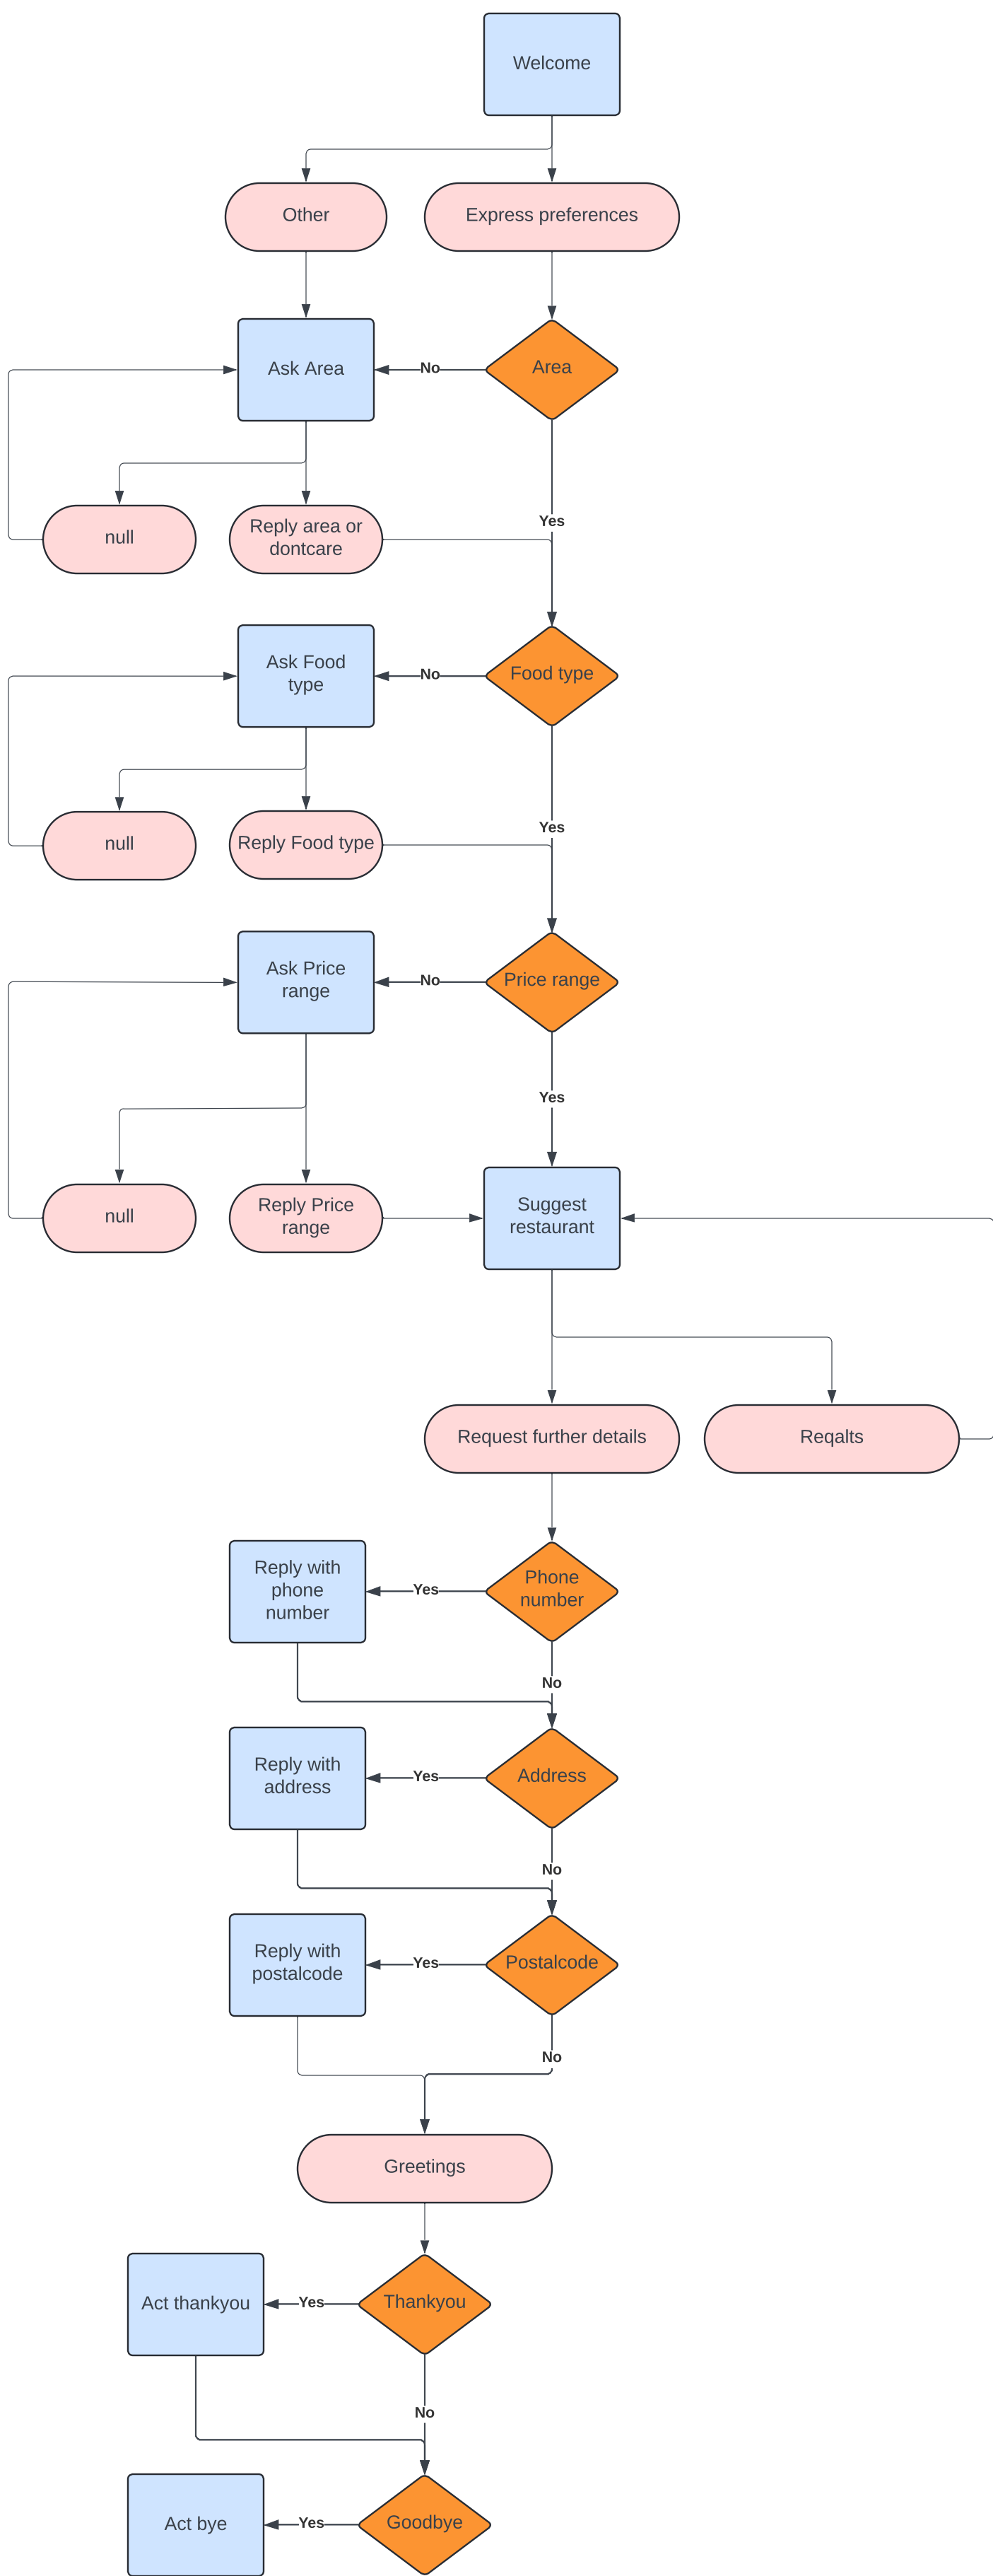 Welcome
Other
Express preferences
Ask Area
No
Area
Yes
null
Reply area or
dontcare
Ask Food
type
No
Food type
Yes
null
Reply Food type
Ask Price
range
No
Price range
Yes
null
Reply Price
range
Suggest
restaurant
Request further details
Reqalts
Reply with
phone
number
Yes
Phone
number
No
Reply with
address
Yes
Address
No
Reply with
postalcode
Yes
Postalcode
No
Greetings
Act thankyou
Yes
Thankyou
No
Act bye
Yes
Goodbye